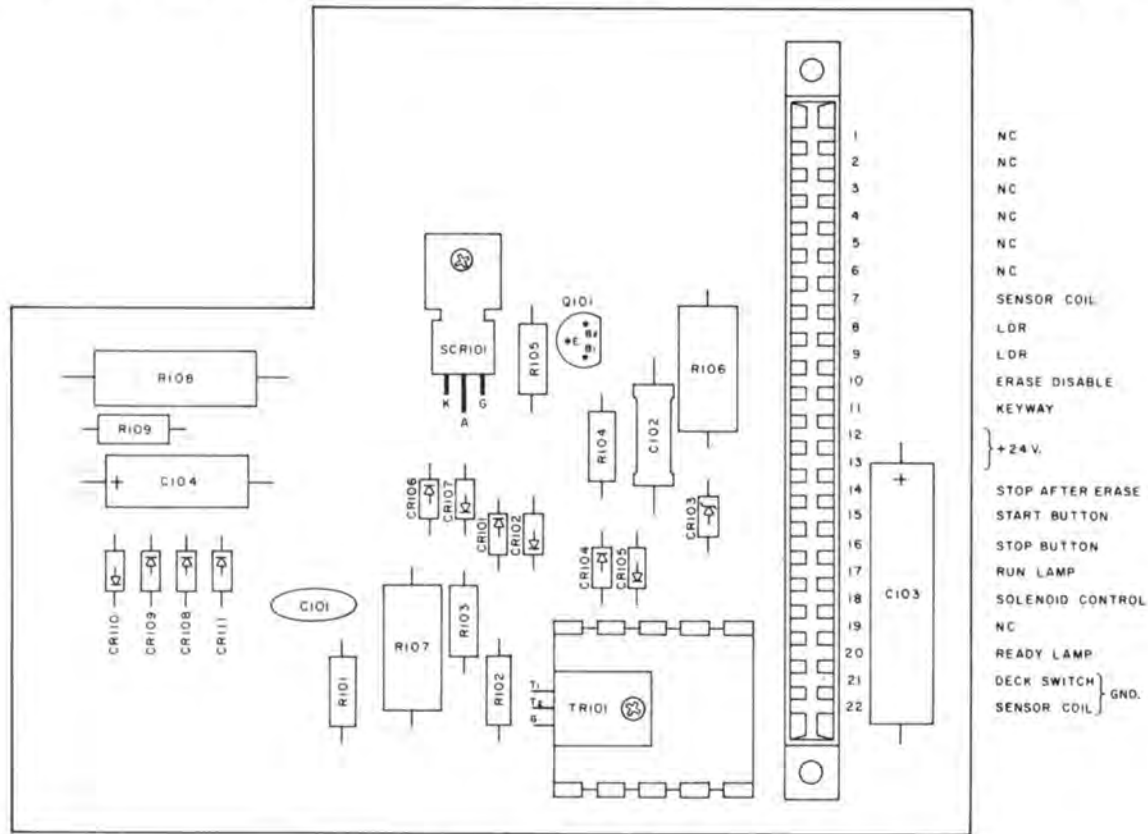 1 NC
2 NC
3 NC
4 NC
5 NC
6 NC
7 SENSOR COIL
8 LDR
9 LDR
10 ERASE DISABLE
11 KEYWAY
12
13
+24V.
14 STOP AFTER ERASE
15 START BUTTON
16 STOP BUTTON
17 RUN LAMP
18 SOLENOID CONTROL
19 NC
20 READY LAMP
21 DECK SWITCH
22 SENSOR COIL
GND.
SCR101
K A G
R105
Q101
E B2 B1
R106
R108
R109
+ C104
R104
C102
CR106
CR107
CR101
CR102
CR103
CR104
CR105
CR110
CR109
CR108
CR111
C101
R107
R103
R101
R102
T1
T2
G
TR101
+
C103